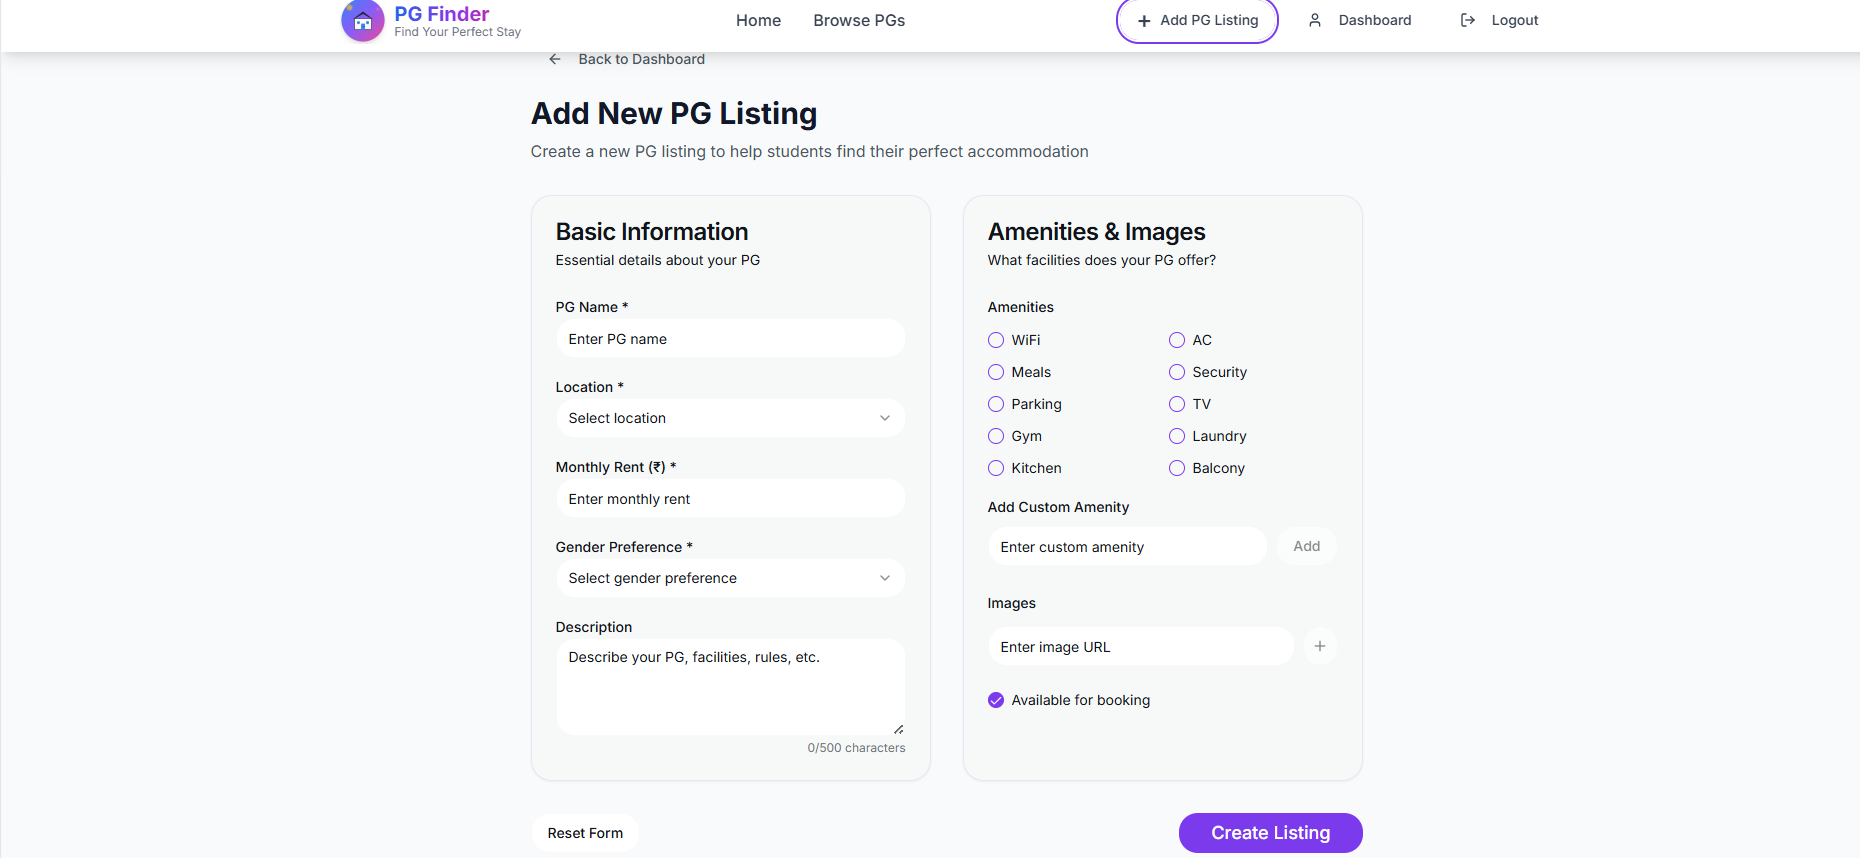 PG Finder
Find Your Perfect Stay
Home
Browse PGs
Add PG Listing
Dashboard
Logout
Back to Dashboard
Add New PG Listing
Create a new PG listing to help students find their perfect accommodation
Basic Information
Essential details about your PG
PG Name *
Enter PG name
Location *
Select location
Monthly Rent (₹) *
Enter monthly rent
Gender Preference *
Select gender preference
Description
Describe your PG, facilities, rules, etc.
0/500 characters
Amenities & Images
What facilities does your PG offer?
Amenities
WiFi
AC
Meals
Security
Parking
TV
Gym
Laundry
Kitchen
Balcony
Add Custom Amenity
Enter custom amenity
Add
Images
Enter image URL
Available for booking
Reset Form
Create Listing